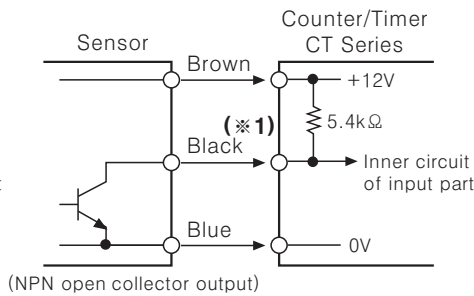 Counter/Timer
Sensor
CT Series
Brown
+12V
(※1)
5.4kΩ
Black
Inner circuit
of input part
Blue
0V
(NPN open collector output)